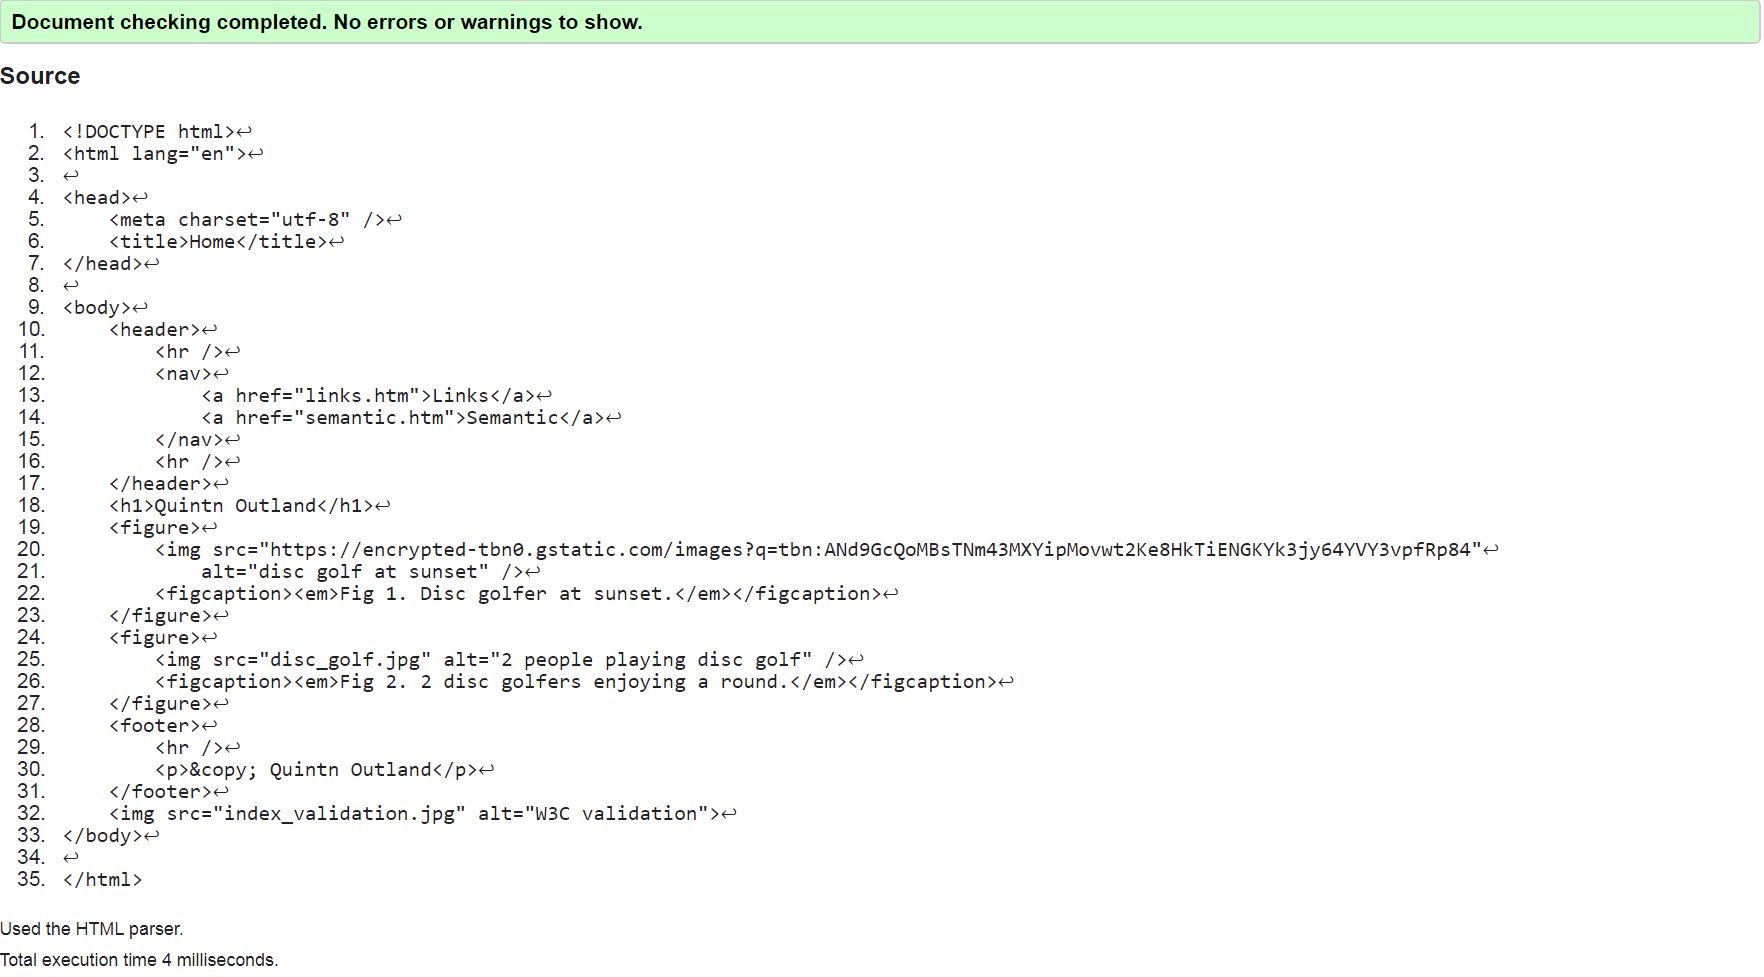 Document checking completed. No errors or warnings to show.
Source
1. <!DOCTYPE html>↩
2. <html lang="en">↩
3. ↩
4. <head>↩
5.     <meta charset="utf-8" />↩
6.     <title>Home</title>↩
7. </head>↩
8. ↩
9. <body>↩
10.     <header>↩
11.         <hr />↩
12.         <nav>↩
13.             <a href="links.htm">Links</a>↩
14.             <a href="semantic.htm">Semantic</a>↩
15.         </nav>↩
16.         <hr />↩
17.     </header>↩
18.     <h1>Quintn Outland</h1>↩
19.     <figure>↩
20.         <img src="https://encrypted-tbn0.gstatic.com/images?q=tbn:ANd9GcQoMBsTNm43MXYipMovwt2Ke8HkTiENGKYk3jy64YVY3vpfRp84"↩
21.             alt="disc golf at sunset" />↩
22.         <figcaption><em>Fig 1. Disc golfer at sunset.</em></figcaption>↩
23.     </figure>↩
24.     <figure>↩
25.         <img src="disc_golf.jpg" alt="2 people playing disc golf" />↩
26.         <figcaption><em>Fig 2. 2 disc golfers enjoying a round.</em></figcaption>↩
27.     </figure>↩
28.     <footer>↩
29.         <hr />↩
30.         <p>&copy; Quintn Outland</p>↩
31.     </footer>↩
32.     <img src="index_validation.jpg" alt="W3C validation">↩
33. </body>↩
34. ↩
35. </html>
Used the HTML parser.
Total execution time 4 milliseconds.